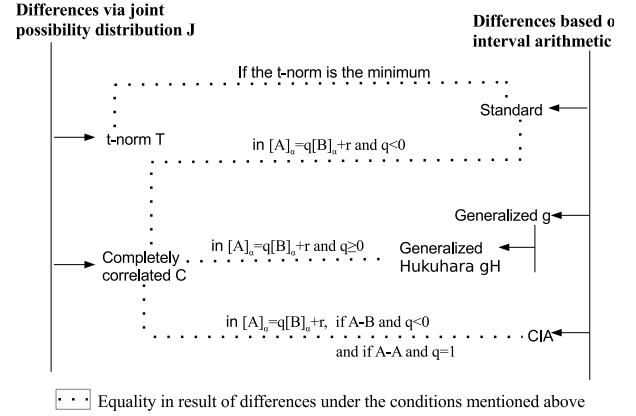 Differences via joint
possibility distribution J
Differences based o
interval arithmetic
If the t-norm is the minimum
Standard
t-norm T
in [A]α=q[B]α+r and q<0
Generalized g
in [A]α=q[B]α+r and q≥0
Generalized
Hukuhara gH
Completely
correlated C
in [A]α=q[B]α+r, if A-B and q<0
CIA
and if A-A and q=1
Equality in result of differences under the conditions mentioned above